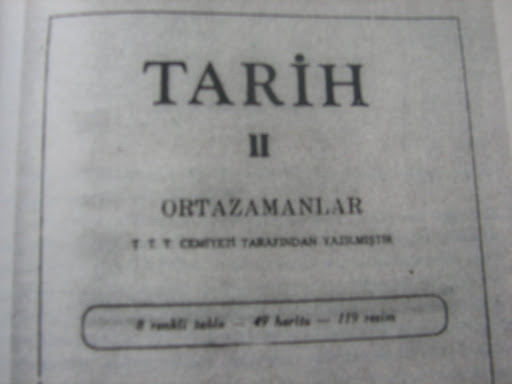 TARİH
II
ORTAZAMANLAR
T. T. T. CEMİYETİ TARAFINDAN YAZILMIŞTIR
8 renkli tablo — 49 harita — 119 resim